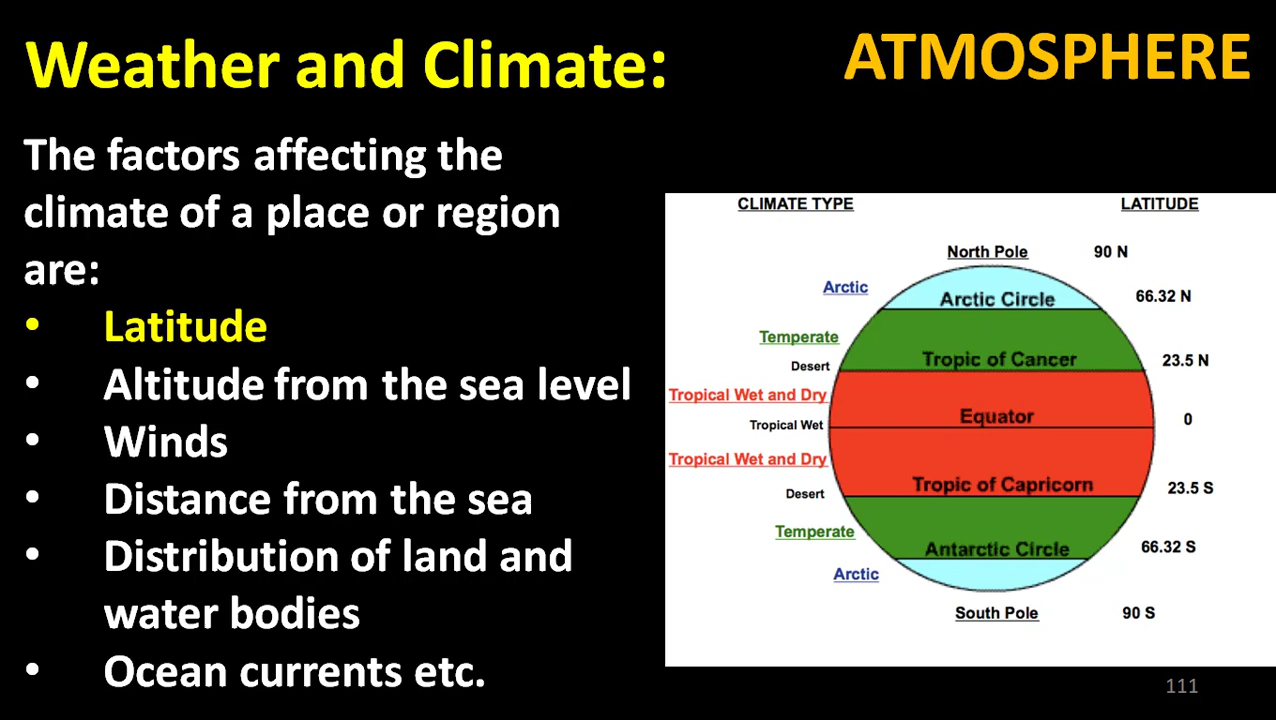 Weather and Climate:
ATMOSPHERE
The factors affecting the
climate of a place or region
are:
• Latitude
• Altitude from the sea level
• Winds
• Distance from the sea
• Distribution of land and
water bodies
• Ocean currents etc.
CLIMATE TYPE LATITUDE
North Pole 90 N
Arctic Arctic Circle 66.32 N
Temperate
Desert Tropic of Cancer 23.5 N
Tropical Wet and Dry
Tropical Wet Equator 0
Tropical Wet and Dry
Desert Tropic of Capricorn 23.5 S
Temperate
Antarctic Circle 66.32 S
Arctic
South Pole 90 S
111